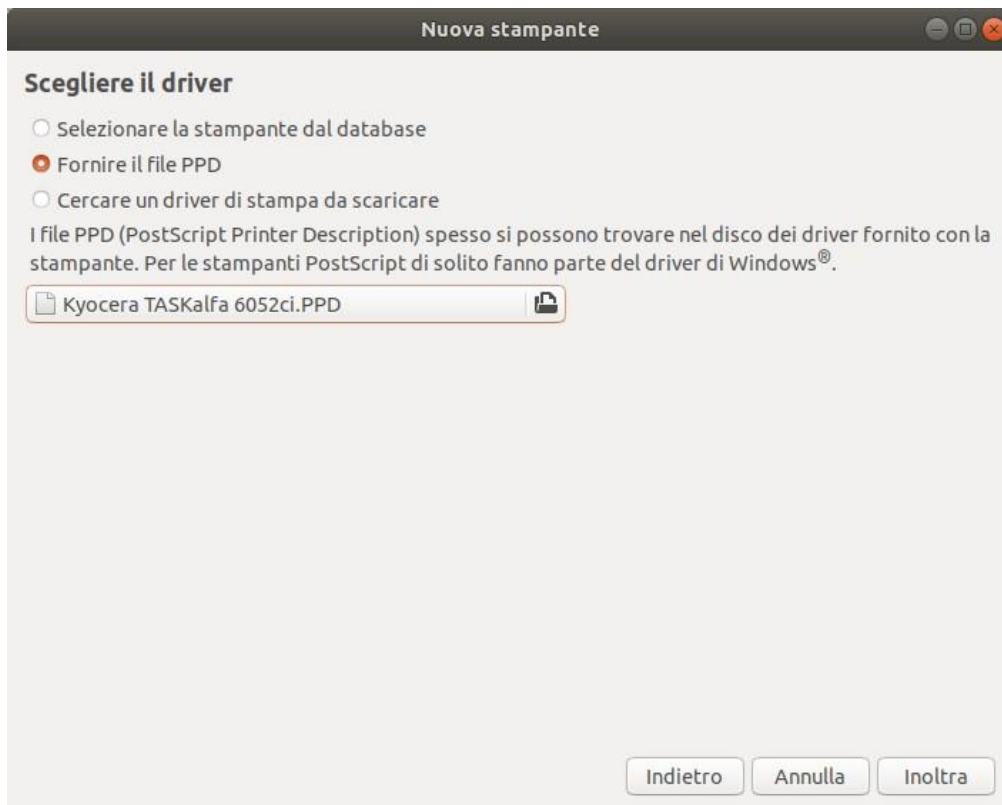 Nuova stampante
Scegliere il driver
Selezionare la stampante dal database
Fornire il file PPD
Cercare un driver di stampa da scaricare
I file PPD (PostScript Printer Description) spesso si possono trovare nel disco dei driver fornito con la
stampante. Per le stampanti PostScript di solito fanno parte del driver di Windows®.
Kyocera TASKalfa 6052ci.PPD
Indietro Annulla Inoltra